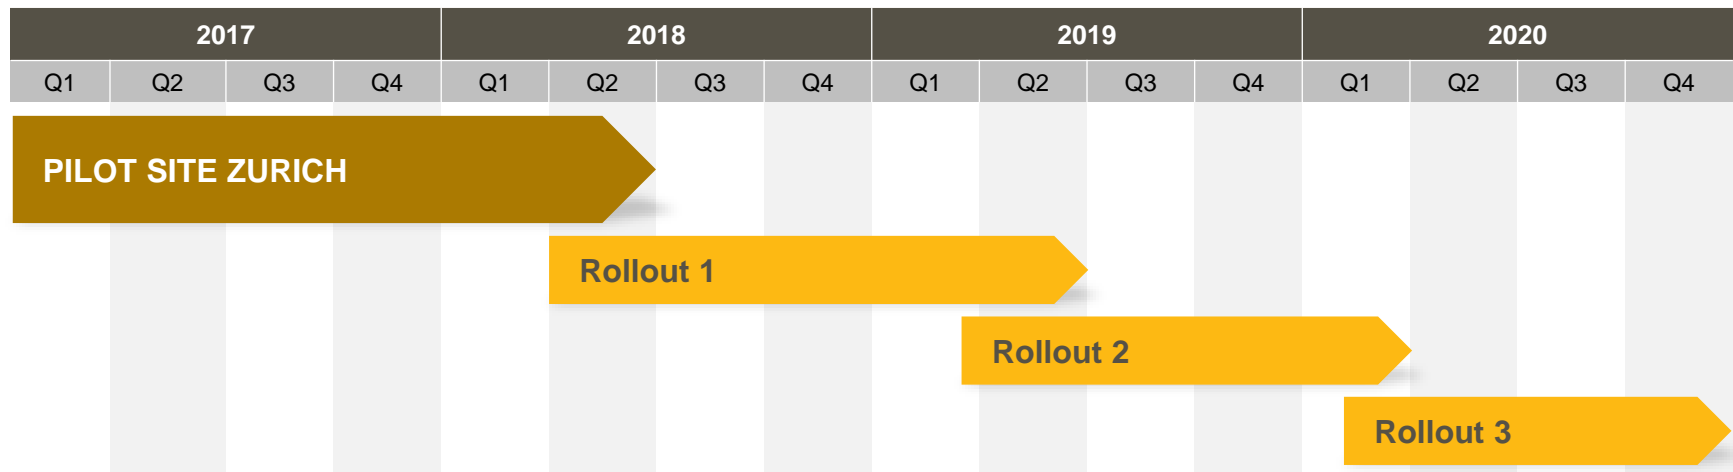 2017 2018 2019 2020
Q1 Q2 Q3 Q4 Q1 Q2 Q3 Q4 Q1 Q2 Q3 Q4 Q1 Q2 Q3 Q4
PILOT SITE ZURICH
Rollout 1
Rollout 2
Rollout 3